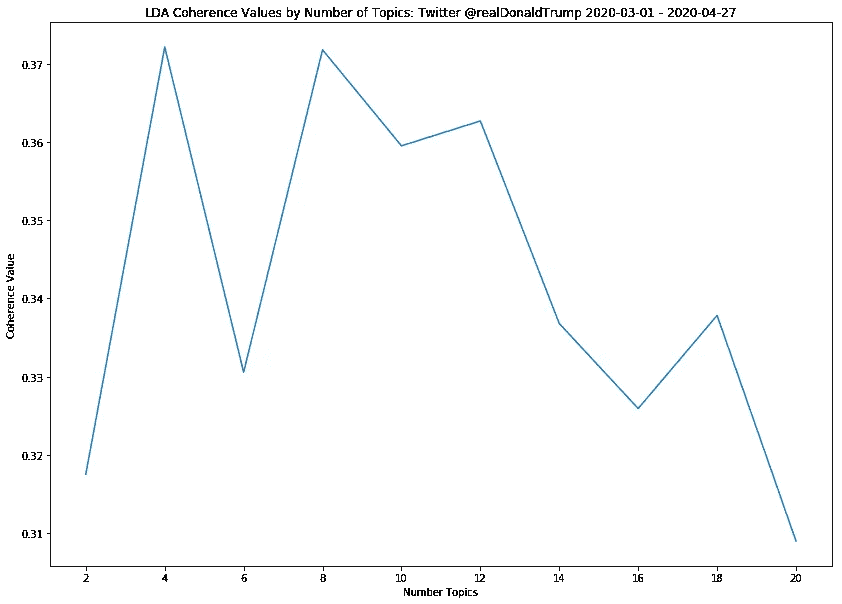 LDA Coherence Values by Number of Topics: Twitter @realDonaldTrump 2020-03-01 - 2020-04-27
0.37
0.36
0.35
0.34
0.33
0.32
0.31
Coherence Value
2 4 6 8 10 12 14 16 18 20
Number Topics